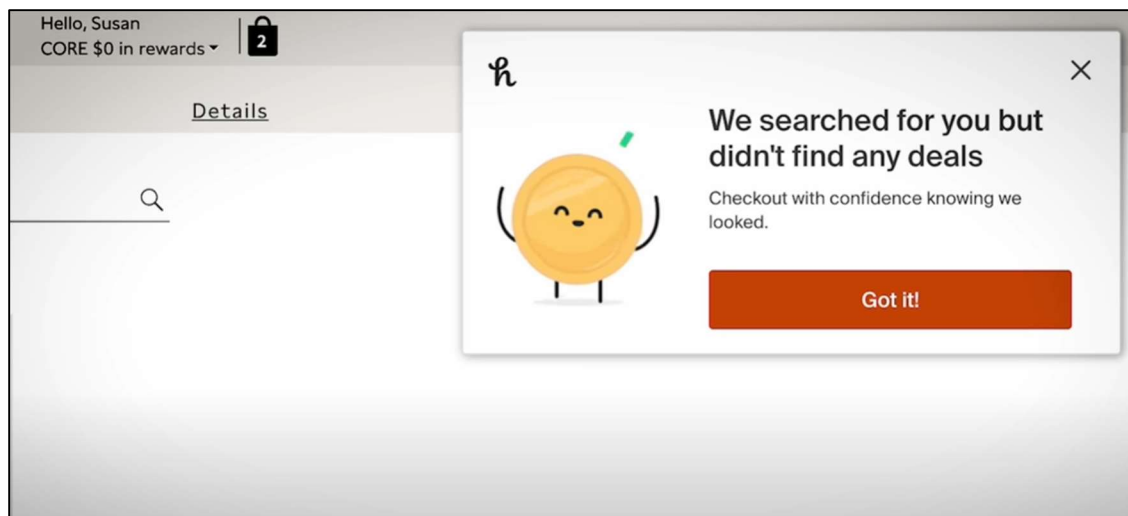 Hello, Susan
CORE $0 in rewards
2
Details
h
We searched for you but
didn't find any deals
Checkout with confidence knowing we
looked.
Got it!